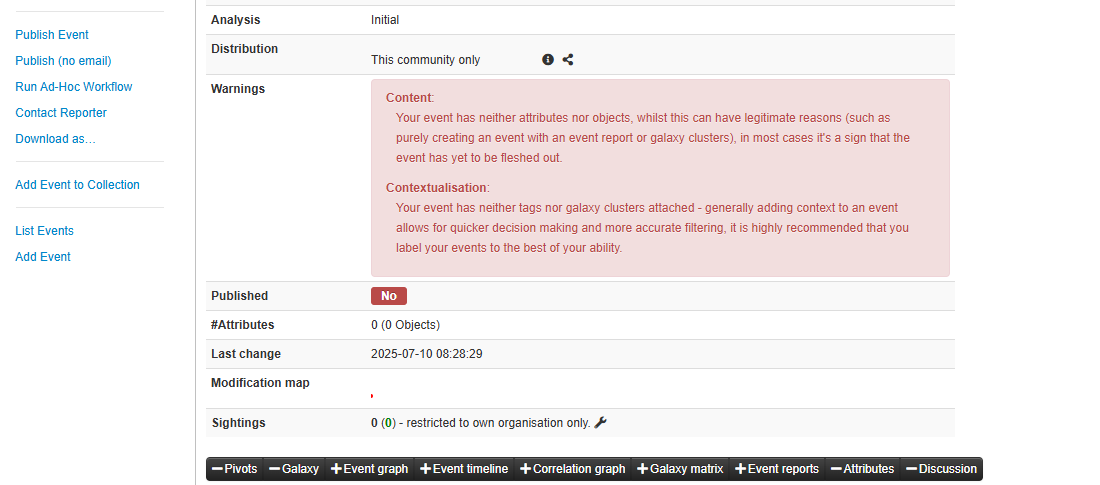 Publish Event
Publish (no email)
Run Ad-Hoc Workflow
Contact Reporter
Download as…
Add Event to Collection
List Events
Add Event
Analysis Initial
Distribution This community only
Warnings
Content:
Your event has neither attributes nor objects, whilst this can have legitimate reasons (such as
purely creating an event with an event report or galaxy clusters), in most cases it's a sign that the
event has yet to be fleshed out.
Contextualisation:
Your event has neither tags nor galaxy clusters attached - generally adding context to an event
allows for quicker decision making and more accurate filtering, it is highly recommended that you
label your events to the best of your ability.
Published No
#Attributes 0 (0 Objects)
Last change 2025-07-10 08:28:29
Modification map
Sightings 0 (0) - restricted to own organisation only.
Pivots Galaxy Event graph Event timeline Correlation graph Galaxy matrix Event reports Attributes Discussion